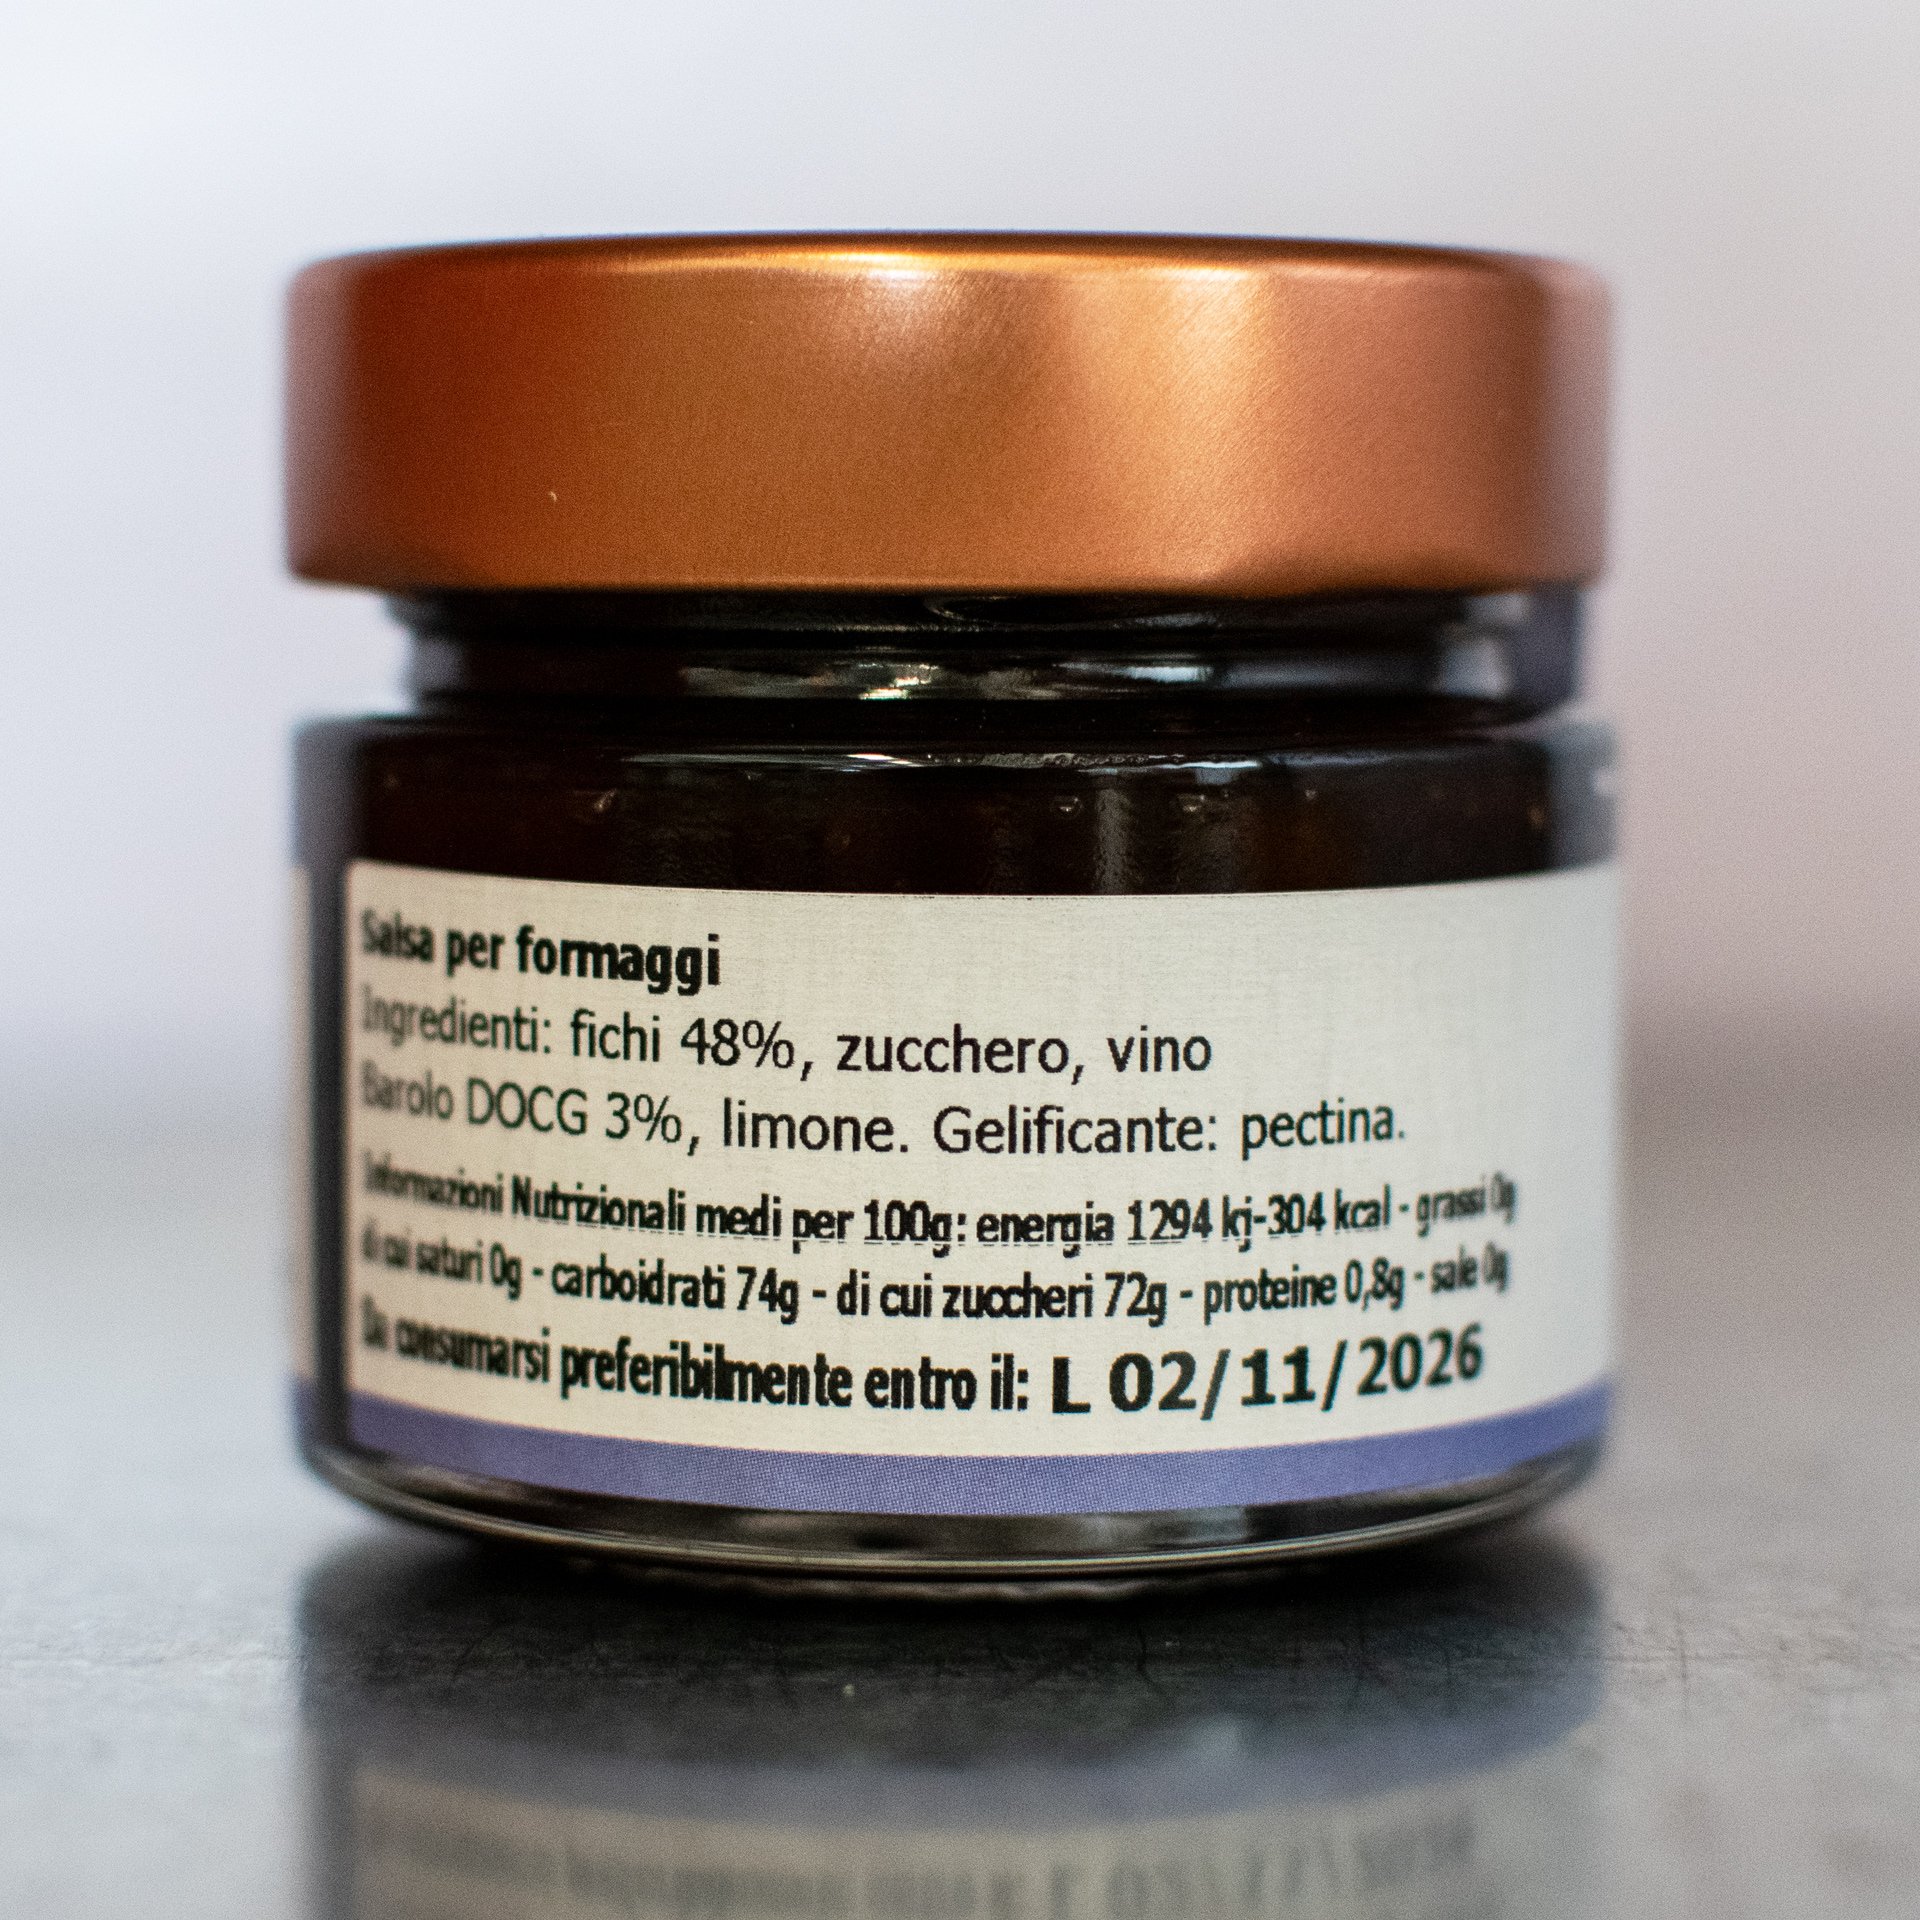 Salsa per formaggi
Ingredienti: fichi 48%, zucchero, vino
Barolo DOCG 3%, limone. Gelificante: pectina.
Informazioni Nutrizionali medi per 100g: energia 1294 kj-304 kcal - grassi 0g
di cui saturi 0g - carboidrati 74g - di cui zuccheri 72g - proteine 0,8g - sale 0g
Da consumarsi preferibilmente entro il: L 02/11/2026